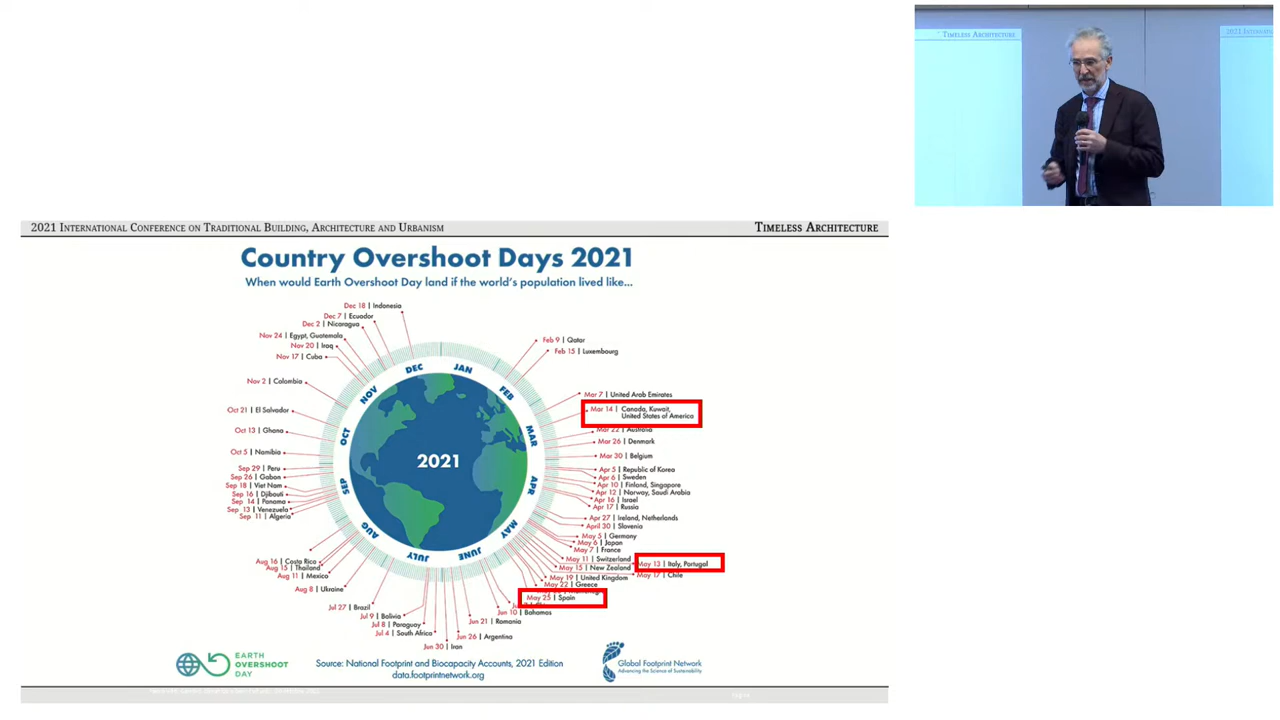 * TIMELESS ARCHITECTURE
2021 INTERNATI
2021 INTERNATIONAL CONFERENCE ON TRADITIONAL BUILDING, ARCHITECTURE AND URBANISM
TIMELESS ARCHITECTURE
Country Overshoot Days 2021
When would Earth Overshoot Day land if the world's population lived like...
Dec 18 | Indonesia
Dec 7 | Ecuador
Dec 2 | Nicaragua
Nov 24 | Egypt, Guatemala
Nov 20 | Iraq
Nov 17 | Cuba
Nov 2 | Colombia
Oct 21 | El Salvador
Oct 13 | Ghana
Oct 5 | Namibia
Sep 29 | Peru
Sep 26 | Gabon
Sep 18 | Viet Nam
Sep 16 | Djibouti
Sep 14 | Panama
Sep 13 | Venezuela
Sep 11 | Algeria
Aug 16 | Costa Rica
Aug 15 | Thailand
Aug 11 | Mexico
Aug 8 | Ukraine
Jul 27 | Brazil
Jul 9 | Bolivia
Jul 8 | Paraguay
Jul 4 | South Africa
Jun 30 | Iran
Jun 26 | Argentina
Jun 21 | Romania
Jun 10 | Bahamas
May 25 | Spain
May 22 | Greece
May 19 | United Kingdom
May 17 | Chile
May 15 | New Zealand
May 13 | Italy, Portugal
May 11 | Switzerland
May 7 | France
May 6 | Japan
May 5 | Germany
April 30 | Slovenia
Apr 27 | Ireland, Netherlands
Apr 17 | Russia
Apr 16 | Israel
Apr 12 | Norway, Saudi Arabia
Apr 10 | Finland, Singapore
Apr 6 | Sweden
Apr 5 | Republic of Korea
Mar 30 | Belgium
Mar 26 | Denmark
Mar 22 | Australia
Mar 14 | Canada, Kuwait,
United States of America
Mar 7 | United Arab Emirates
Feb 15 | Luxembourg
Feb 9 | Qatar
JAN
FEB
MAR
APR
MAY
JUNE
JULY
AUG
SEP
OCT
NOV
DEC
2021
EARTH
OVERSHOOT
DAY
Source: National Footprint and Biocapacity Accounts, 2021 Edition
data.footprintnetwork.org
Global Footprint Network
Advancing the Science of Sustainability